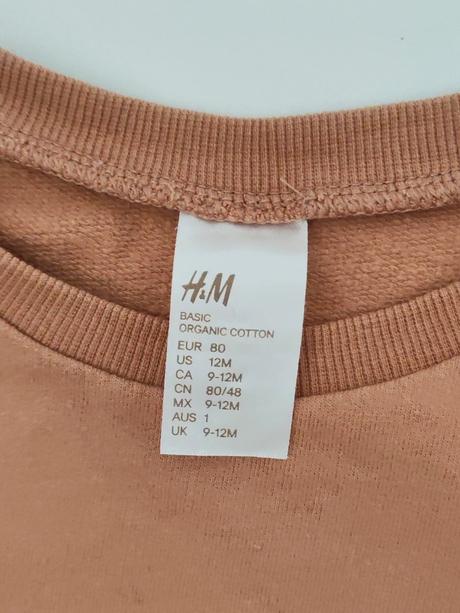 H&M
BASIC
ORGANIC COTTON
EUR 80
US 12M
CA 9-12M
CN 80/48
MX 9-12M
AUS 1
UK 9-12M